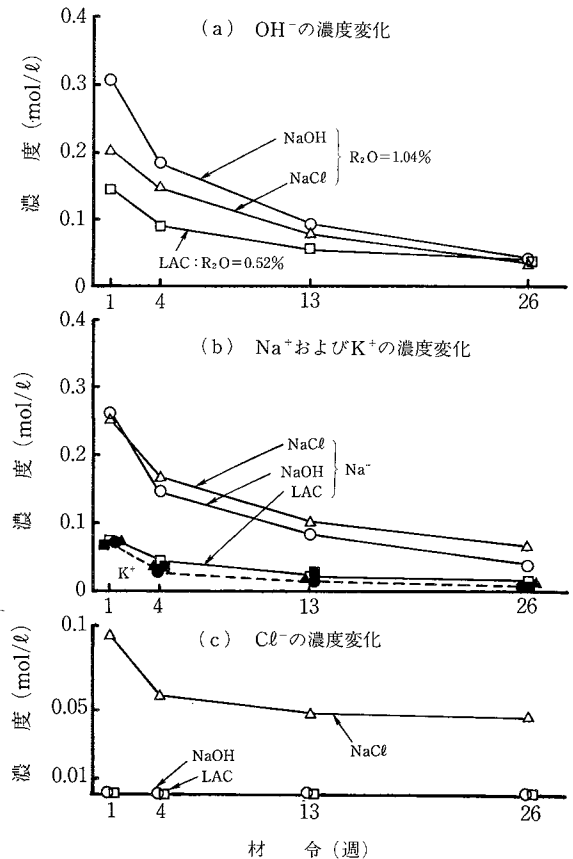 (a) OH⁻の濃度変化
濃度 (mol/ℓ)
0.4
0.3
0.2
0.1
0
NaOH
NaCℓ
R₂O=1.04%
LAC:R₂O=0.52%
1 4 13 26
(b) Na⁺およびK⁺の濃度変化
濃度 (mol/ℓ)
0.4
0.3
0.2
0.1
0
NaCℓ
NaOH
LAC
Na⁻
K⁺
1 4 13 26
(c) Cℓ⁻の濃度変化
濃度 (mol/ℓ)
0.1
0.05
0.01
NaCℓ
NaOH
LAC
1 4 13 26
材令(週)